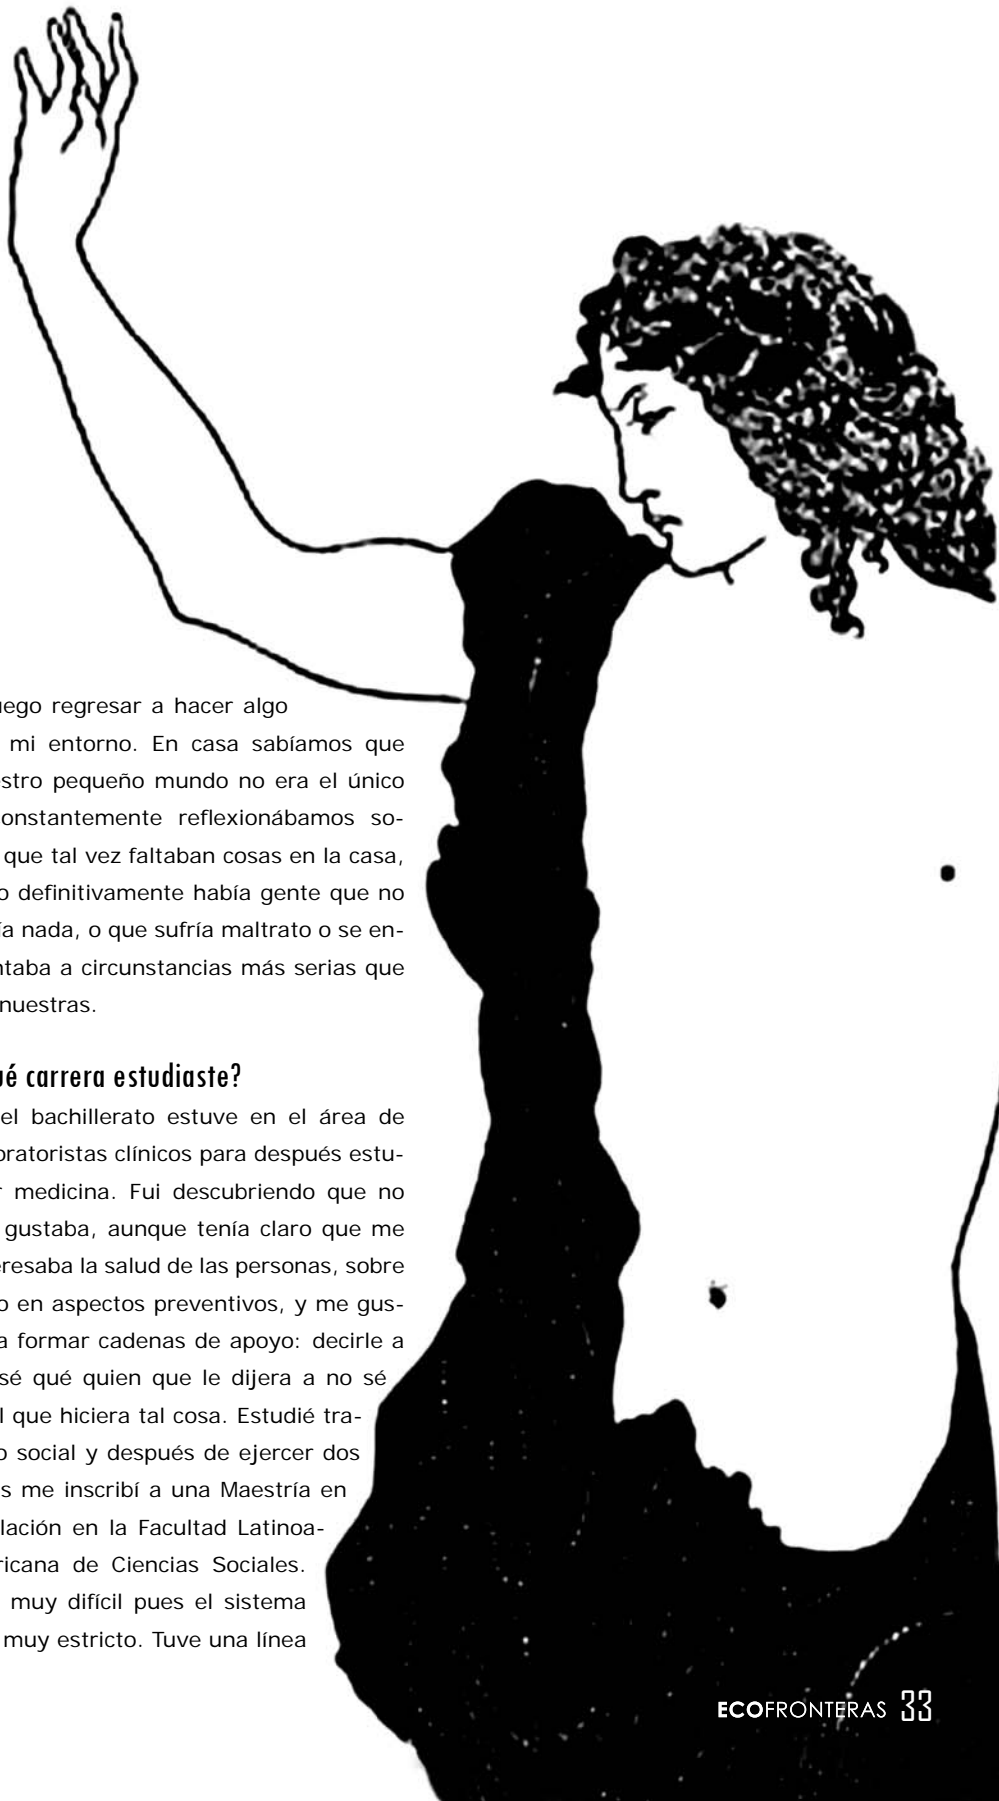 uego regresar a hacer algo
mi entorno. En casa sabíamos que
estro pequeño mundo no era el único
onstantemente reflexionábamos so-
que tal vez faltaban cosas en la casa,
o definitivamente había gente que no
ía nada, o que sufría maltrato o se en-
ntaba a circunstancias más serias que
nuestras.
ué carrera estudiaste?
el bachillerato estuve en el área de
oratoristas clínicos para después estu-
r medicina. Fui descubriendo que no
gustaba, aunque tenía claro que me
eresaba la salud de las personas, sobre
o en aspectos preventivos, y me gus-
a formar cadenas de apoyo: decirle a
sé qué quien que le dijera a no sé
l que hiciera tal cosa. Estudié tra-
o social y después de ejercer dos
s me inscribí a una Maestría en
lación en la Facultad Latinoa-
ricana de Ciencias Sociales.
muy difícil pues el sistema
muy estricto. Tuve una línea
ECOFRONTERAS 33